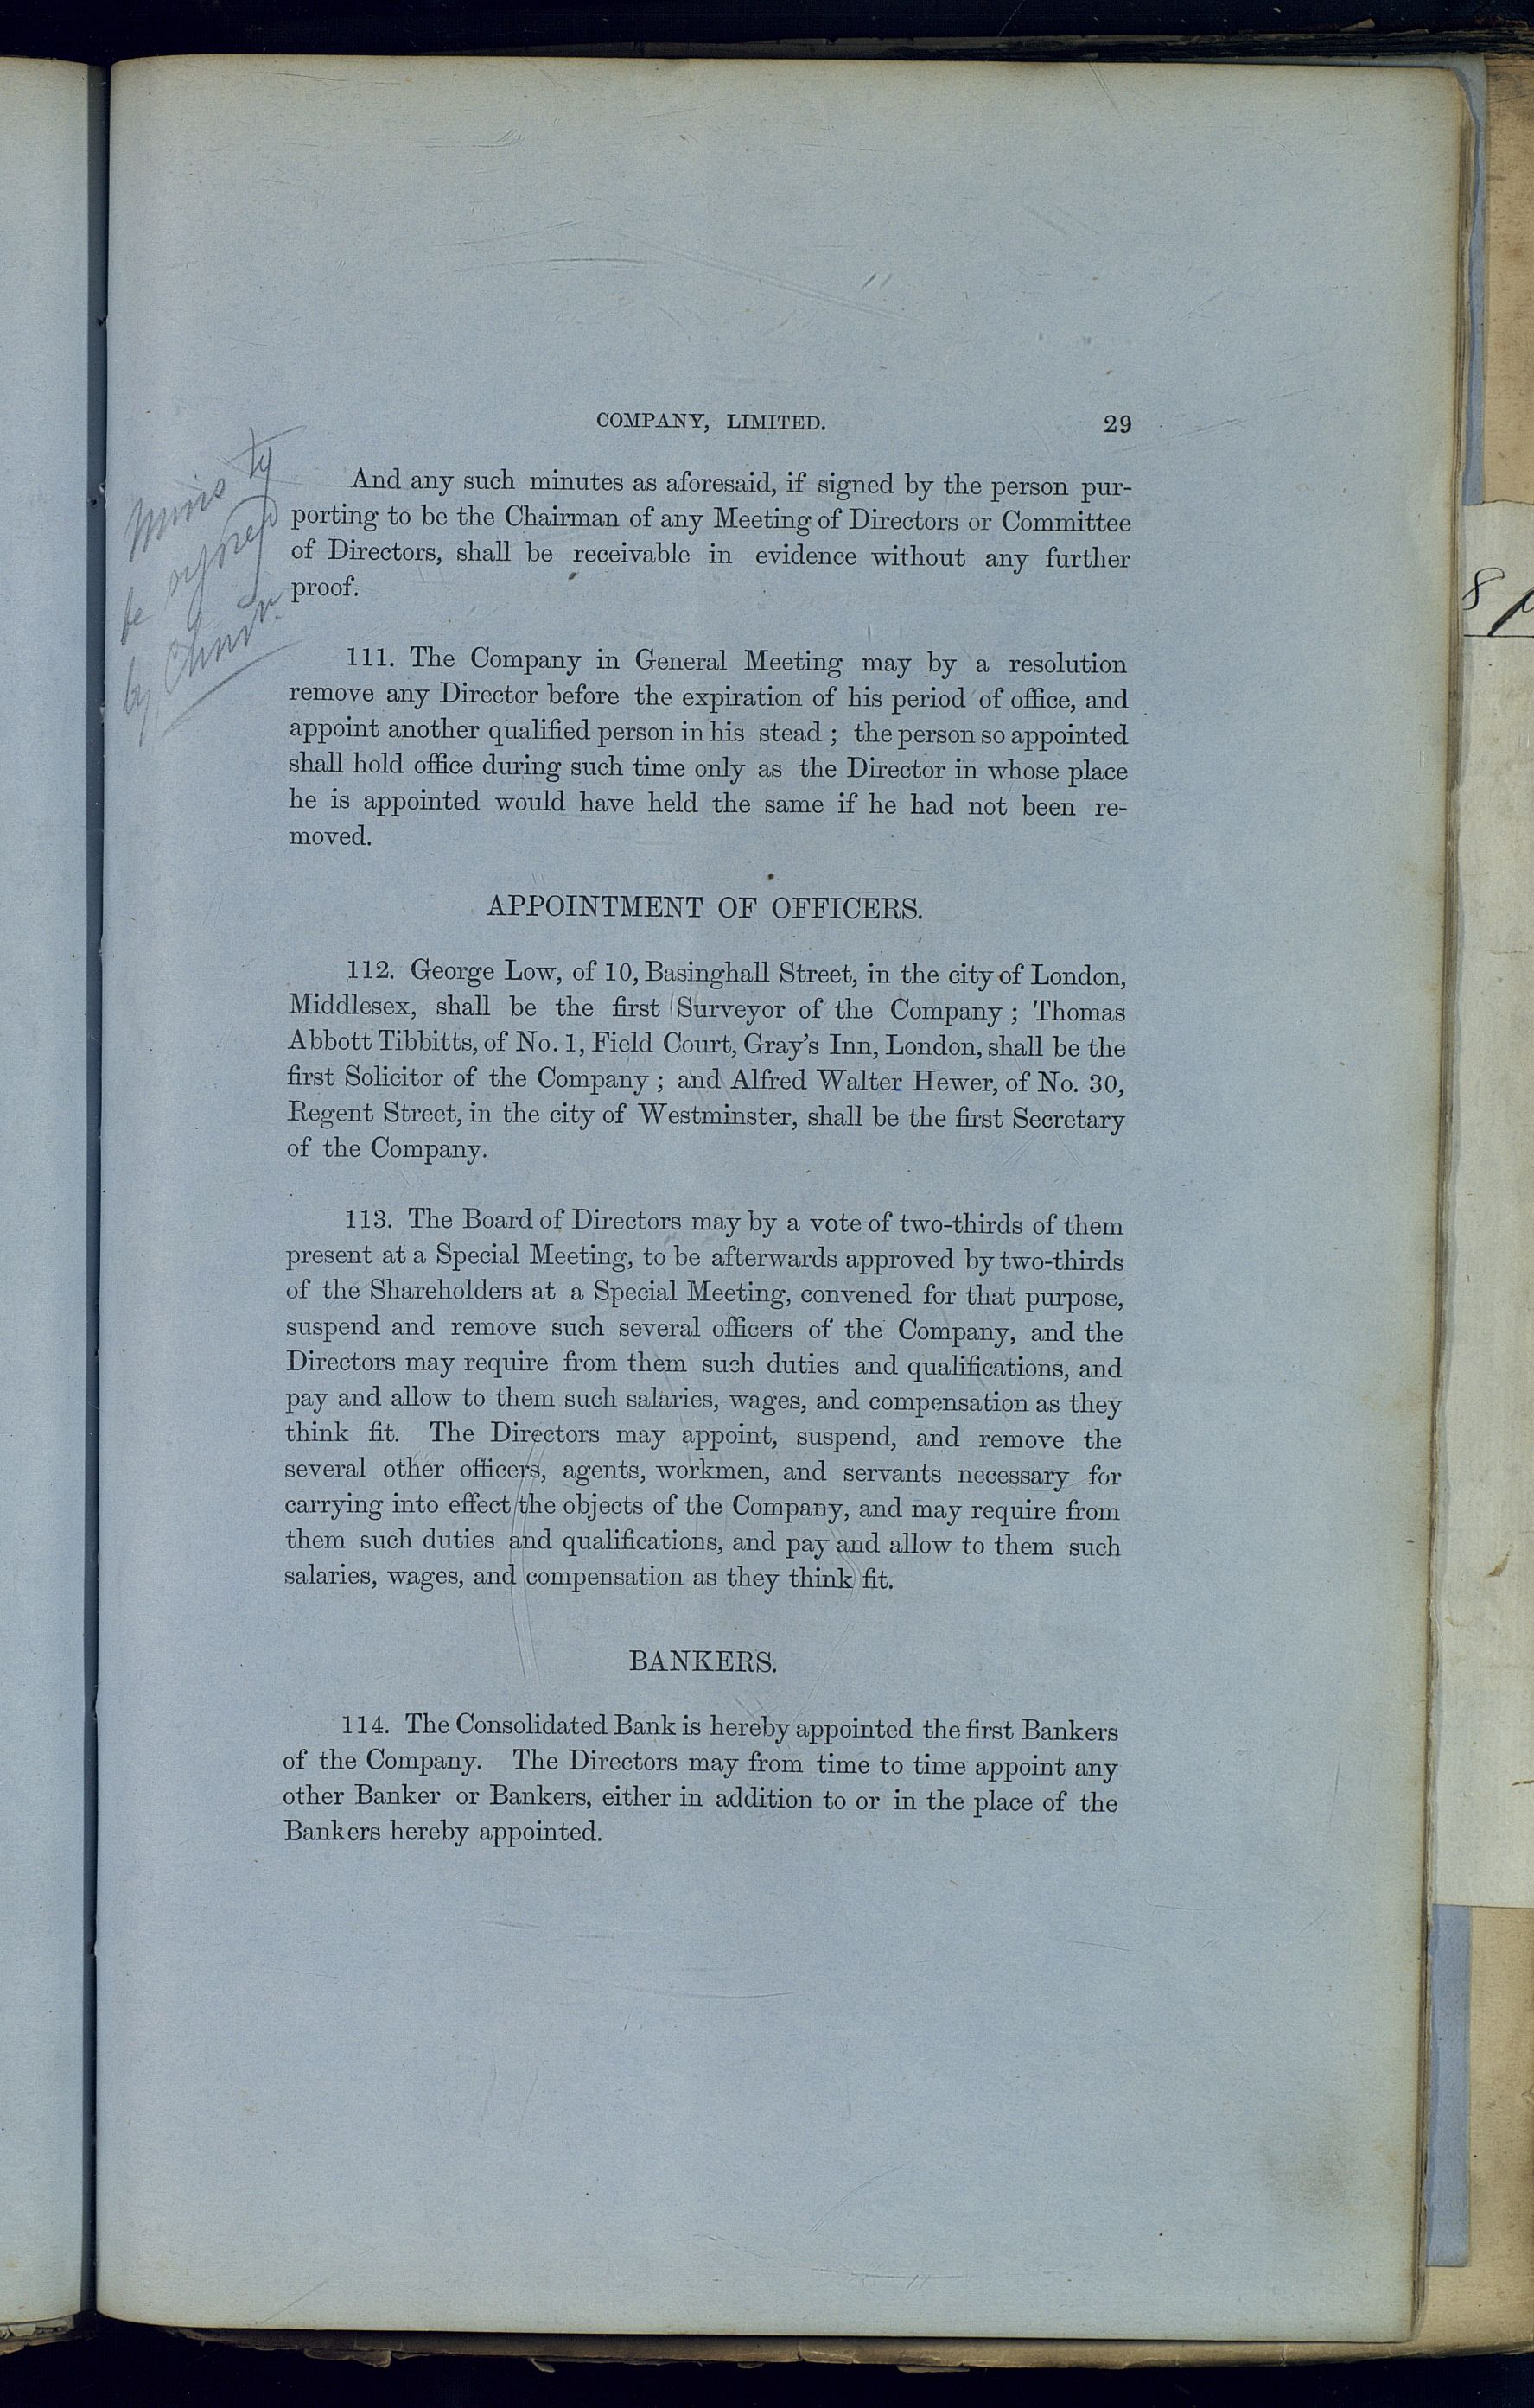 COMPANY, LIMITED. 29
Mins to
be signed
by Chmn.
And any such minutes as aforesaid, if signed by the person pur-
porting to be the Chairman of any Meeting of Directors or Committee
of Directors, shall be receivable in evidence without any further
proof.
111. The Company in General Meeting may by a resolution
remove any Director before the expiration of his period of office, and
appoint another qualified person in his stead ; the person so appointed
shall hold office during such time only as the Director in whose place
he is appointed would have held the same if he had not been re-
moved.
APPOINTMENT OF OFFICERS.
112. George Low, of 10, Basinghall Street, in the city of London,
Middlesex, shall be the first Surveyor of the Company ; Thomas
Abbott Tibbitts, of No. 1, Field Court, Gray's Inn, London, shall be the
first Solicitor of the Company ; and Alfred Walter Hewer, of No. 30,
Regent Street, in the city of Westminster, shall be the first Secretary
of the Company.
113. The Board of Directors may by a vote of two-thirds of them
present at a Special Meeting, to be afterwards approved by two-thirds
of the Shareholders at a Special Meeting, convened for that purpose,
suspend and remove such several officers of the Company, and the
Directors may require from them such duties and qualifications, and
pay and allow to them such salaries, wages, and compensation as they
think fit. The Directors may appoint, suspend, and remove the
several other officers, agents, workmen, and servants necessary for
carrying into effect the objects of the Company, and may require from
them such duties and qualifications, and pay and allow to them such
salaries, wages, and compensation as they think fit.
BANKERS.
114. The Consolidated Bank is hereby appointed the first Bankers
of the Company. The Directors may from time to time appoint any
other Banker or Bankers, either in addition to or in the place of the
Bankers hereby appointed.